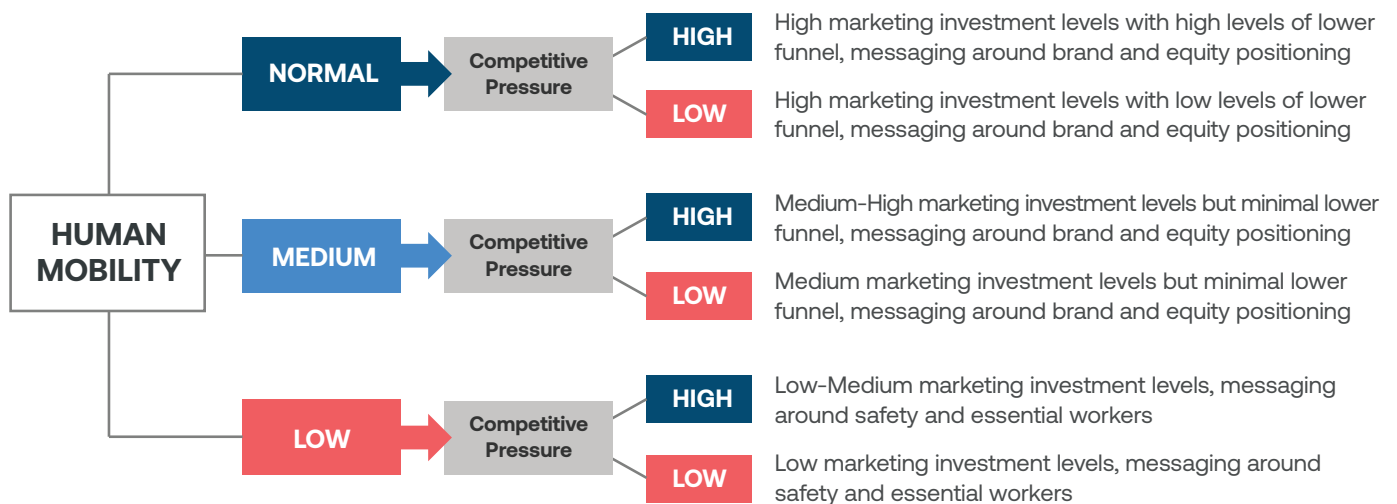 HUMAN
MOBILITY
NORMAL
Competitive
Pressure
HIGH
High marketing investment levels with high levels of lower
funnel, messaging around brand and equity positioning
LOW
High marketing investment levels with low levels of lower
funnel, messaging around brand and equity positioning
MEDIUM
Competitive
Pressure
HIGH
Medium-High marketing investment levels but minimal lower
funnel, messaging around brand and equity positioning
LOW
Medium marketing investment levels but minimal lower
funnel, messaging around brand and equity positioning
LOW
Competitive
Pressure
HIGH
Low-Medium marketing investment levels, messaging
around safety and essential workers
LOW
Low marketing investment levels, messaging around
safety and essential workers